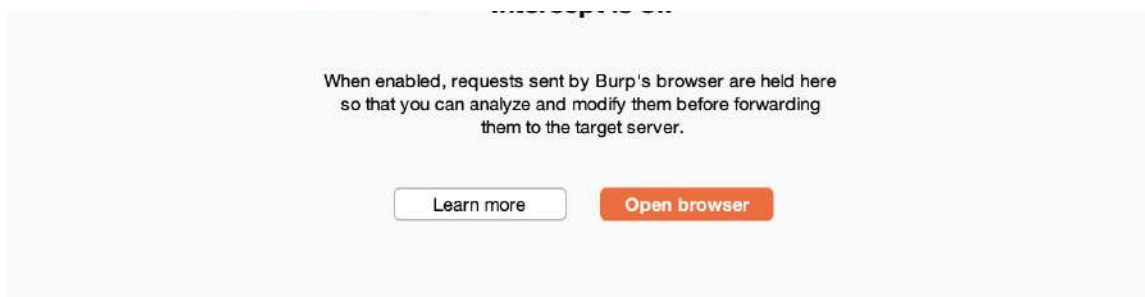 When enabled, requests sent by Burp's browser are held here
so that you can analyze and modify them before forwarding
them to the target server.
Learn more
Open browser